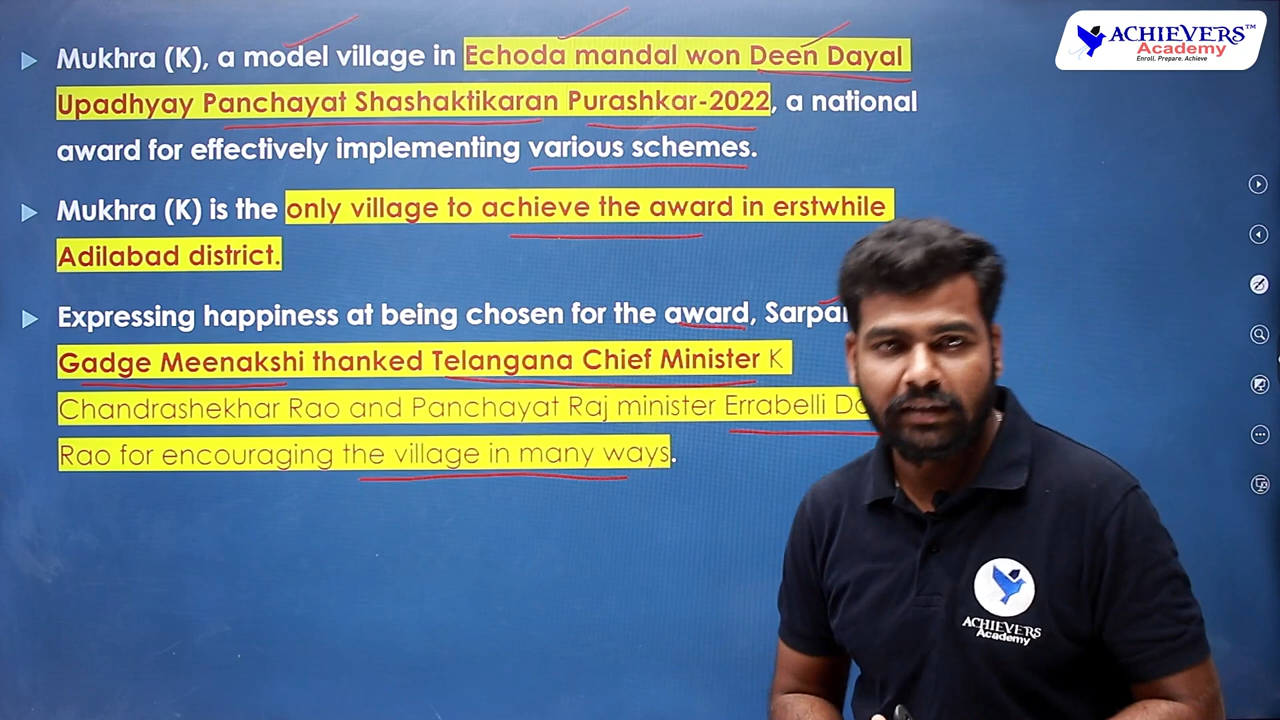 Mukhra (K), a model village in Echoda mandal won Deen Dayal
Upadhyay Panchayat Shashaktikaran Purashkar-2022, a national
award for effectively implementing various schemes.
Mukhra (K) is the only village to achieve the award in erstwhile
Adilabad district.
Expressing happiness at being chosen for the award,
Gadge Meenakshi thanked Telangana Chief Minister K
Chandrashekhar Rao and Panchayat Raj minister Errabelli
Rao for encouraging the village in many ways.
ACHIEVERS™
Academy
Enroll. Prepare. Achieve
ACHIEVERS
Academy